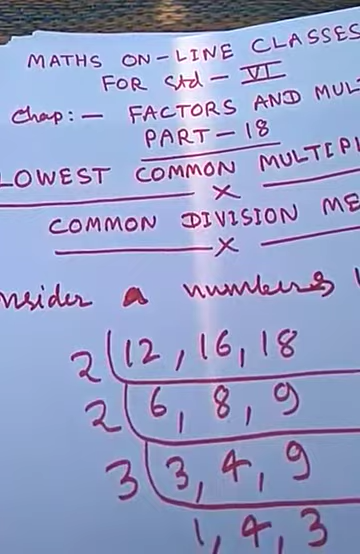 MATHS ON-LINE CLASSES
FOR Std - VI
Chap:- FACTORS AND MUL
PART-18
LOWEST COMMON MULTIPL
X
COMMON DIVISION ME
X
nsider a numbers
2 12, 16, 18
2 6, 8, 9
3 3, 4, 9
1, 4, 3